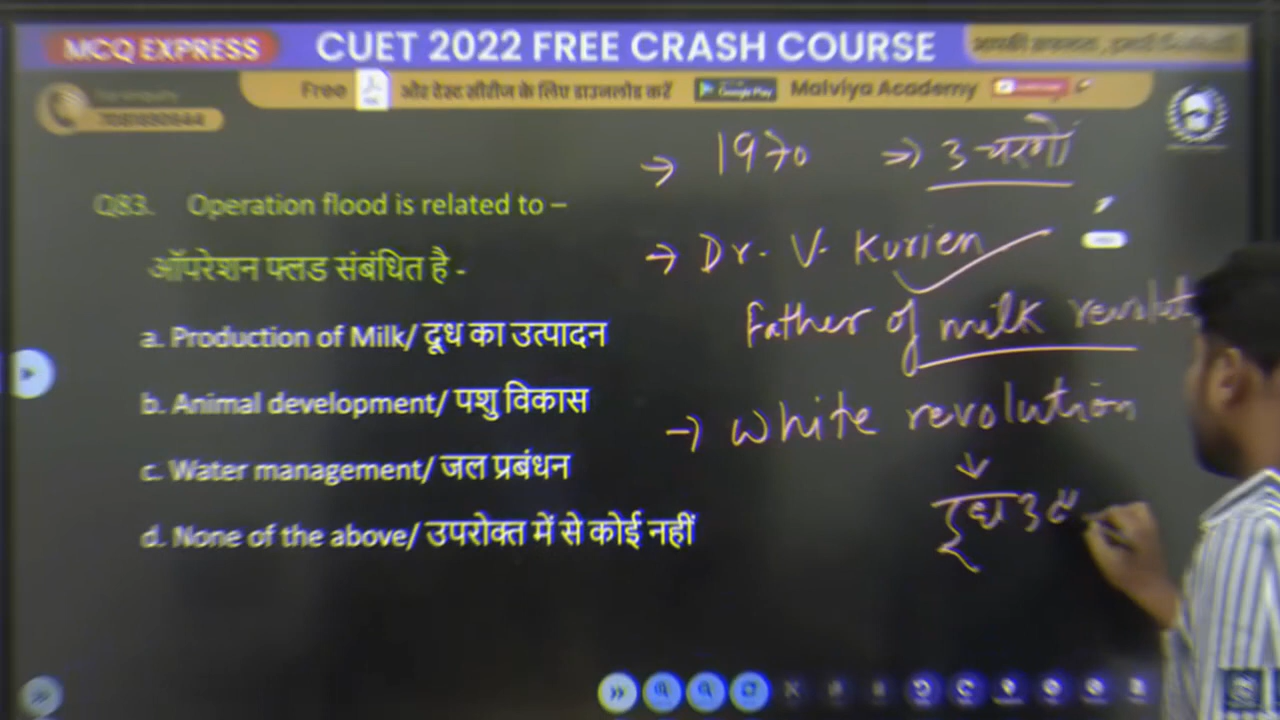 MCQ EXPRESS
CUET 2022 FREE CRASH COURSE
Free और टेस्ट सीरीज के लिए डाउनलोड करें Google Play Malviya Academy
→ 1970 ⇒ 3 चरणों
Q83. Operation flood is related to –
ऑपरेशन फ्लड संबंधित है -
→ Dr. V. Kurien
Father of milk
a. Production of Milk/ दूध का उत्पादन
b. Animal development/ पशु विकास
→ White revolution
c. Water management/ जल प्रबंधन
दूध उ
d. None of the above/ उपरोक्त में से कोई नहीं